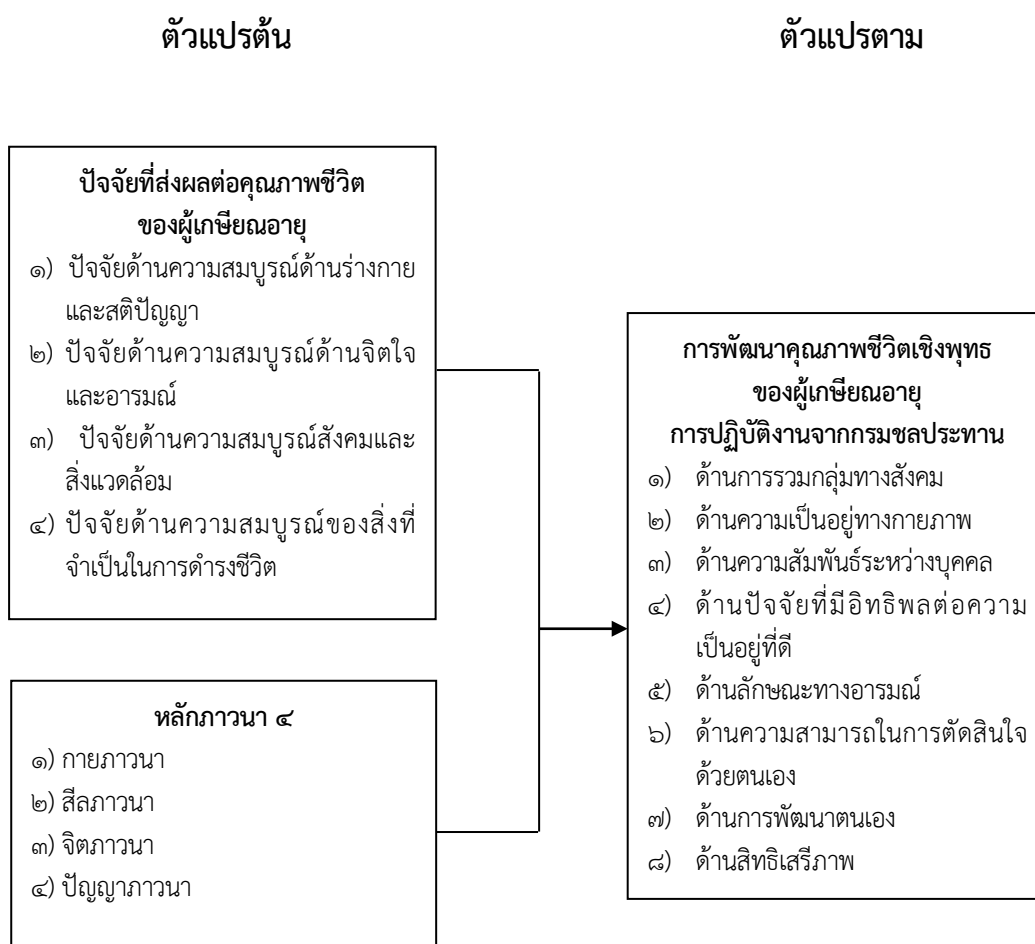 ตัวแปรต้น
ตัวแปรตาม
ปัจจัยที่ส่งผลต่อคุณภาพชีวิต
ของผู้เกษียณอายุ
๑) ปัจจัยด้านความสมบูรณ์ด้านร่างกาย
และสติปัญญา
๒) ปัจจัยด้านความสมบูรณ์ด้านจิตใจ
และอารมณ์
๓) ปัจจัยด้านความสมบูรณ์สังคมและ
สิ่งแวดล้อม
๔) ปัจจัยด้านความสมบูรณ์ของสิ่งที่
จำเป็นในการดำรงชีวิต
หลักภาวนา ๔
๑) กายภาวนา
๒) สีลภาวนา
๓) จิตภาวนา
๔) ปัญญาภาวนา
การพัฒนาคุณภาพชีวิตเชิงพุทธ
ของผู้เกษียณอายุ
การปฏิบัติงานจากกรมชลประทาน
๑) ด้านการรวมกลุ่มทางสังคม
๒) ด้านความเป็นอยู่ทางกายภาพ
๓) ด้านความสัมพันธ์ระหว่างบุคคล
๔) ด้านปัจจัยที่มีอิทธิพลต่อความ
เป็นอยู่ที่ดี
๕) ด้านลักษณะทางอารมณ์
๖) ด้านความสามารถในการตัดสินใจ
ด้วยตนเอง
๗) ด้านการพัฒนาตนเอง
๘) ด้านสิทธิเสรีภาพ